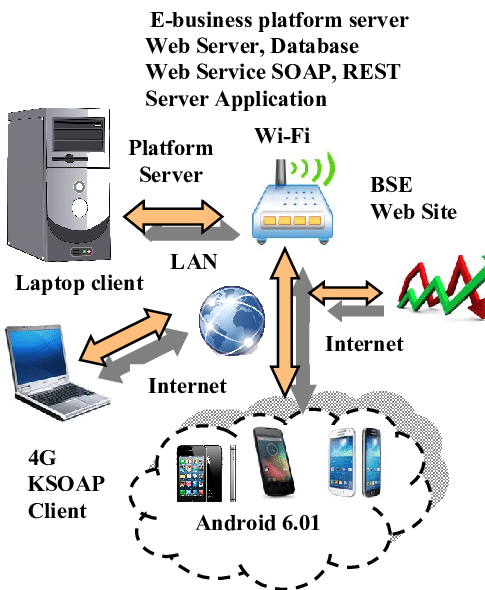 E-business platform server
Web Server, Database
Web Service SOAP, REST
Server Application
Wi-Fi
Platform
Server
BSE
Web Site
LAN
Laptop client
Internet
Internet
4G
KSOAP
Client
Android 6.01